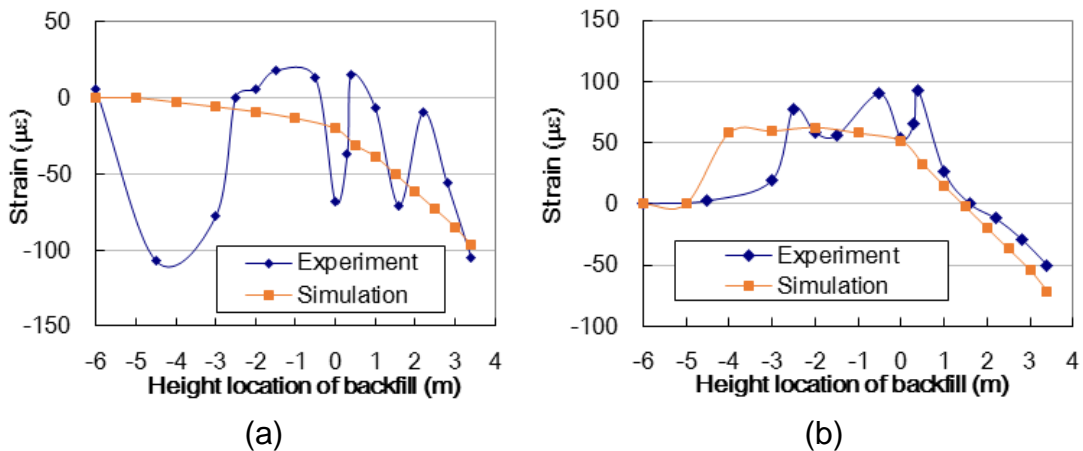 50
0
-50
-100
-150
Strain (με)
Experiment
Simulation
-6 -5 -4 -3 -2 -1 0 1 2 3 4
Height location of backfill (m)
(a)
150
100
50
0
-50
-100
Strain (με)
Experiment
Simulation
-6 -5 -4 -3 -2 -1 0 1 2 3 4
Height location of backfill (m)
(b)